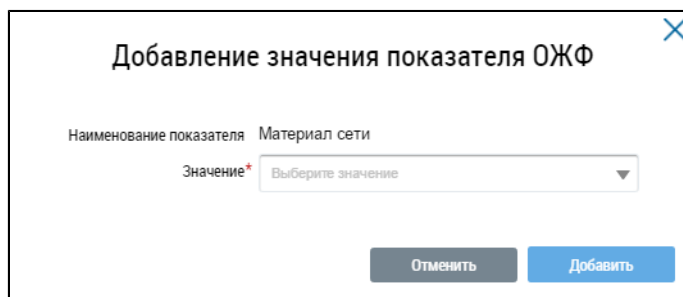 Добавление значения показателя ОЖФ
Наименование показателя Материал сети
Значение* Выберите значение
Отменить Добавить